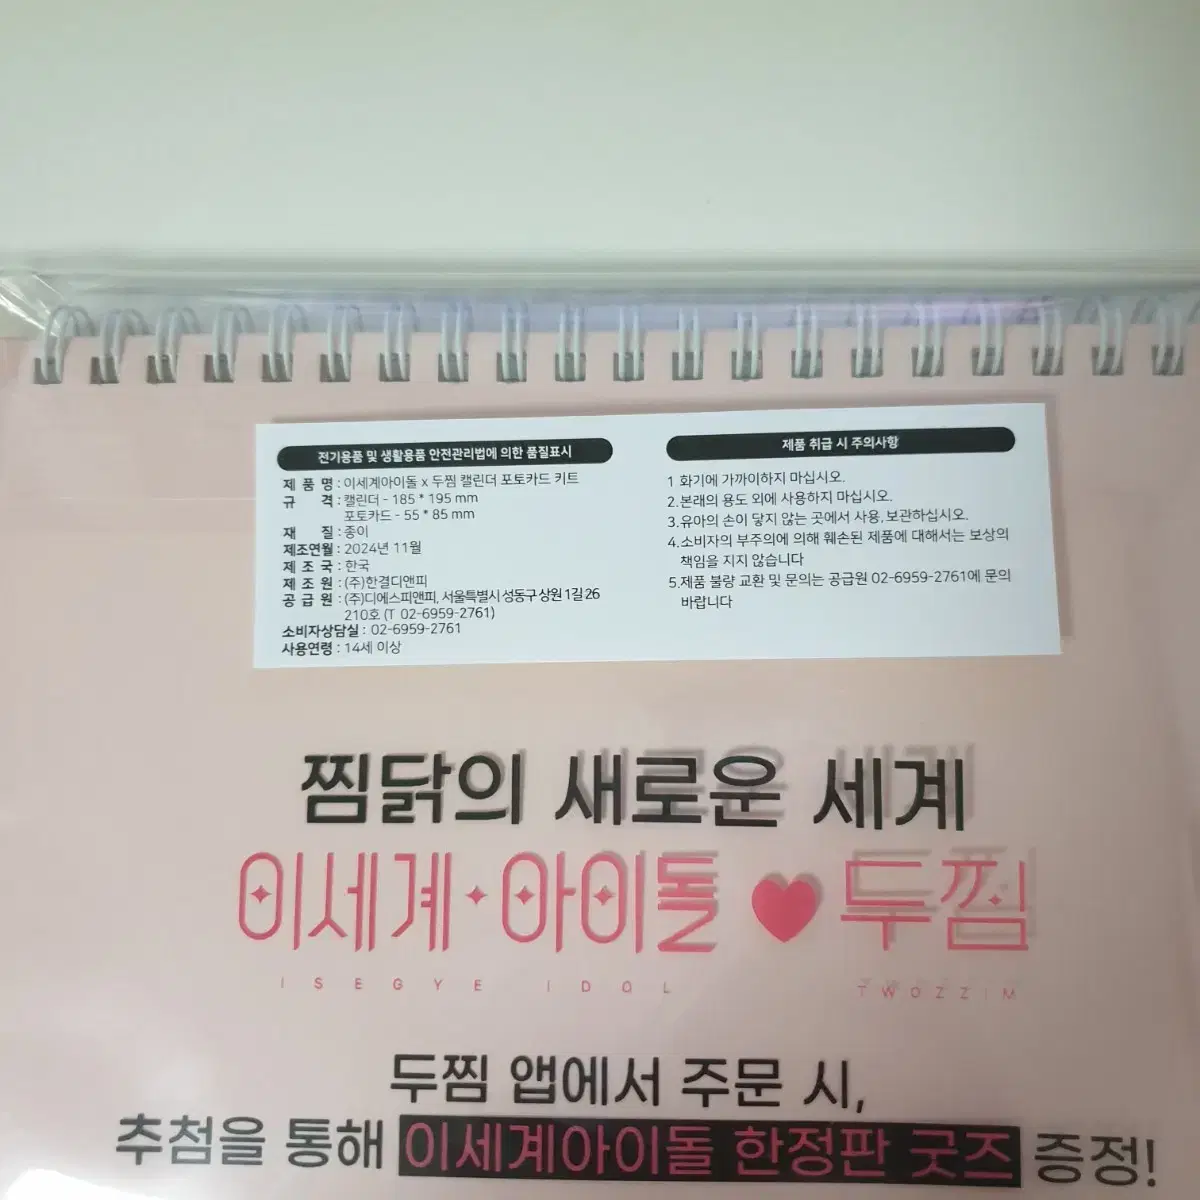 전기용품 및 생활용품 안전관리법에 의한 품질표시
제 품 명 : 이세계아이돌 x 두찜 캘린더 포토카드 키트
규 격 : 캘린더 - 185 * 195 mm
포토카드 - 55 * 85 mm
재 질 : 종이
제조연월 : 2024년 11월
제 조 국 : 한국
제 조 원 : (주)한결디앤피
공 급 원 : (주)디에스피앤피, 서울특별시 성동구 상원 1길 26
210호 (T 02-6959-2761)
소비자상담실 : 02-6959-2761
사용연령 : 14세 이상
제품 취급 시 주의사항
1 화기에 가까이하지 마십시오.
2.본래의 용도 외에 사용하지 마십시오.
3.유아의 손이 닿지 않는 곳에서 사용,보관하십시오.
4.소비자의 부주의에 의해 훼손된 제품에 대해서는 보상의
책임을 지지 않습니다
5.제품 불량 교환 및 문의는 공급원 02-6959-2761에 문의
바랍니다
찜닭의 새로운 세계
이세계아이돌 ♥ 두찜
ISEGYE IDOL TWOZZIM
두찜 앱에서 주문 시,
추첨을 통해 이세계아이돌 한정판 굿즈 증정!